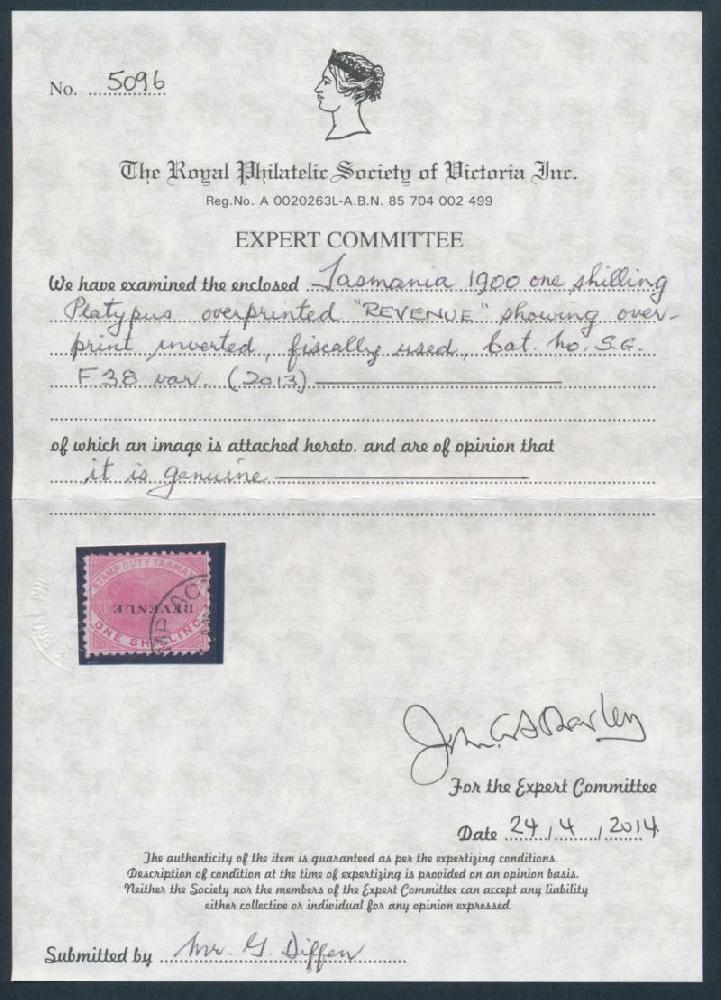 No. 5096
The Royal Philatelic Society of Victoria Inc.
Reg.No. A 0020263L-A.B.N. 85 704 002 499
EXPERT COMMITTEE
We have examined the enclosed Tasmania 1900 one shilling
Platypus overprinted "REVENUE" showing over-
print inverted, fiscally used, Cat. No. S.G.
F38 var. (2013)
of which an image is attached hereto, and are of opinion that
it is genuine
STAMP DUTY TASMA
REVENUE
ONE SHILLING
For the Expert Committee
Date 24/4/2014
The authenticity of the item is guaranteed as per the expertizing conditions.
Description of condition at the time of expertizing is provided on an opinion basis.
Neither the Society nor the members of the Expert Committee can accept any liability
either collective or individual for any opinion expressed.
Submitted by Mr. G. Diffen